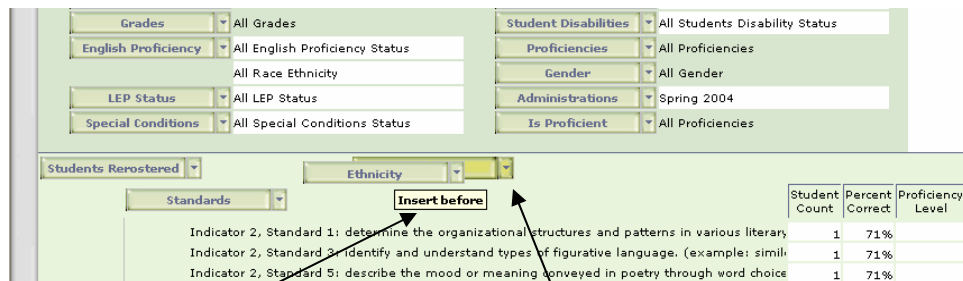 Grades All Grades Student Disabilities All Students Disability Status
English Proficiency All English Proficiency Status Proficiencies All Proficiencies
All Race Ethnicity Gender All Gender
LEP Status All LEP Status Administrations Spring 2004
Special Conditions All Special Conditions Status Is Proficient All Proficiencies
Students Rerostered Ethnicity
Standards Insert before Student Percent Proficiency
Count Correct Level
Indicator 2, Standard 1: determine the organizational structures and patterns in various literary 1 71%
Indicator 2, Standard 3: identify and understand types of figurative language. (example: simil 1 71%
Indicator 2, Standard 5: describe the mood or meaning conveyed in poetry through word choice 1 71%